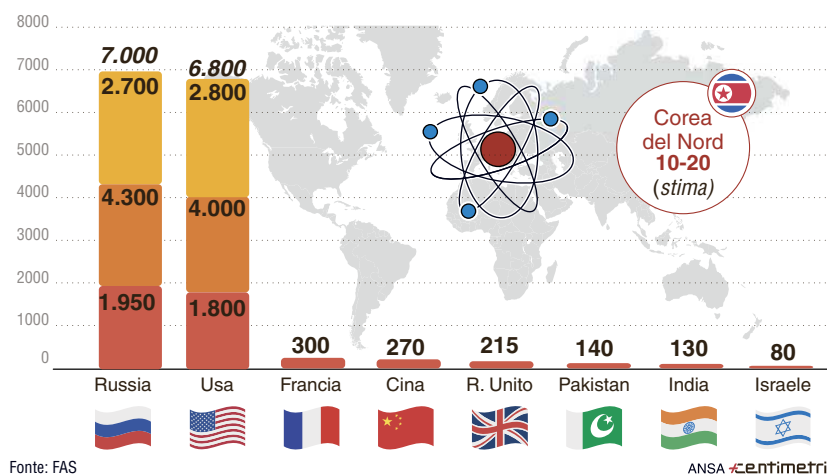 8000
7000
6000
5000
4000
3000
2000
1000
0
7.000
2.700
4.300
1.950
6.800
2.800
4.000
1.800
300
270
215
140
130
80
Corea
del Nord
10-20
(stima)
Russia
Usa
Francia
Cina
R. Unito
Pakistan
India
Israele
Fonte: FAS
ANSA centimetri